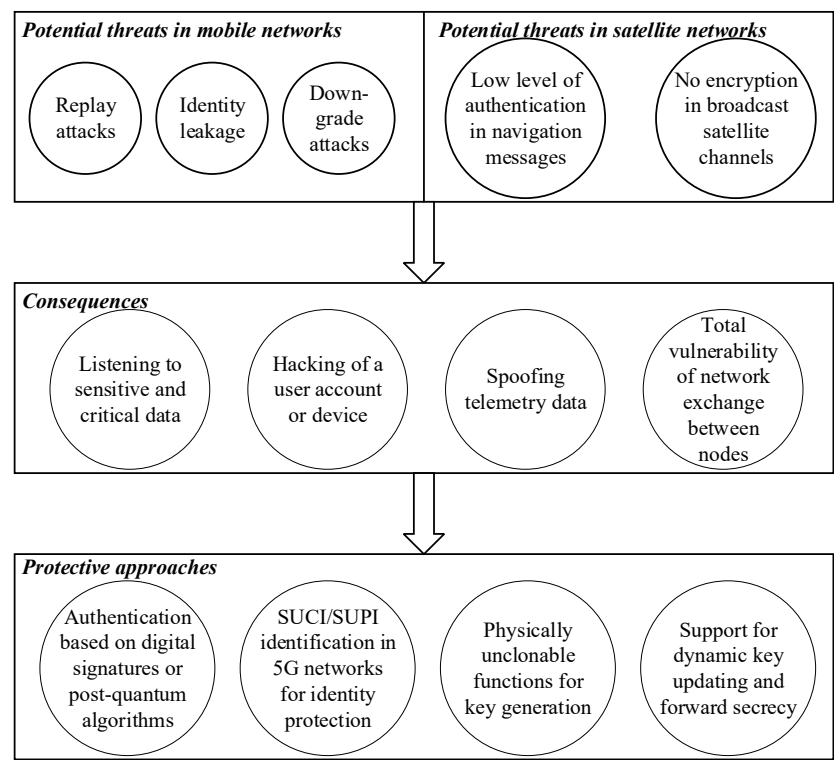 Potential threats in mobile networks
Replay
attacks
Identity
leakage
Down-
grade
attacks
Potential threats in satellite networks
Low level of
authentication
in navigation
messages
No encryption
in broadcast
satellite
channels
Consequences
Listening to
sensitive and
critical data
Hacking of a
user account
or device
Spoofing
telemetry data
Total
vulnerability
of network
exchange
between
nodes
Protective approaches
Authentication
based on digital
signatures or
post-quantum
algorithms
SUCI/SUPI
identification in
5G networks
for identity
protection
Physically
unclonable
functions for
key generation
Support for
dynamic key
updating and
forward secrecy